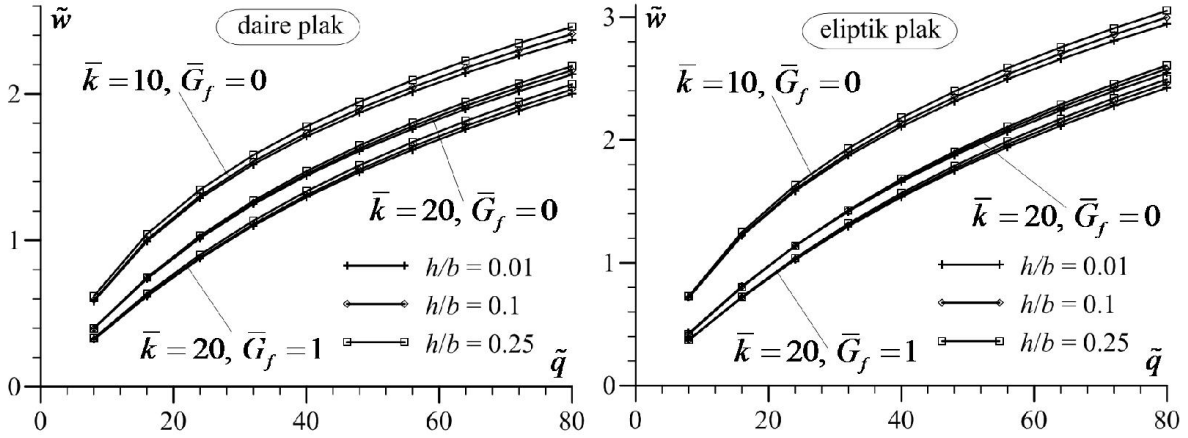 w̃
daire plak
k̄ = 10, Ḡf = 0
2
k̄ = 20, Ḡf = 0
1
h/b = 0.01
h/b = 0.1
h/b = 0.25
k̄ = 20, Ḡf = 1
q̃
0
0 20 40 60 80
w̃
3
eliptik plak
k̄ = 10, Ḡf = 0
2
k̄ = 20, Ḡf = 0
1
h/b = 0.01
h/b = 0.1
h/b = 0.25
k̄ = 20, Ḡf = 1
q̃
0
0 20 40 60 80